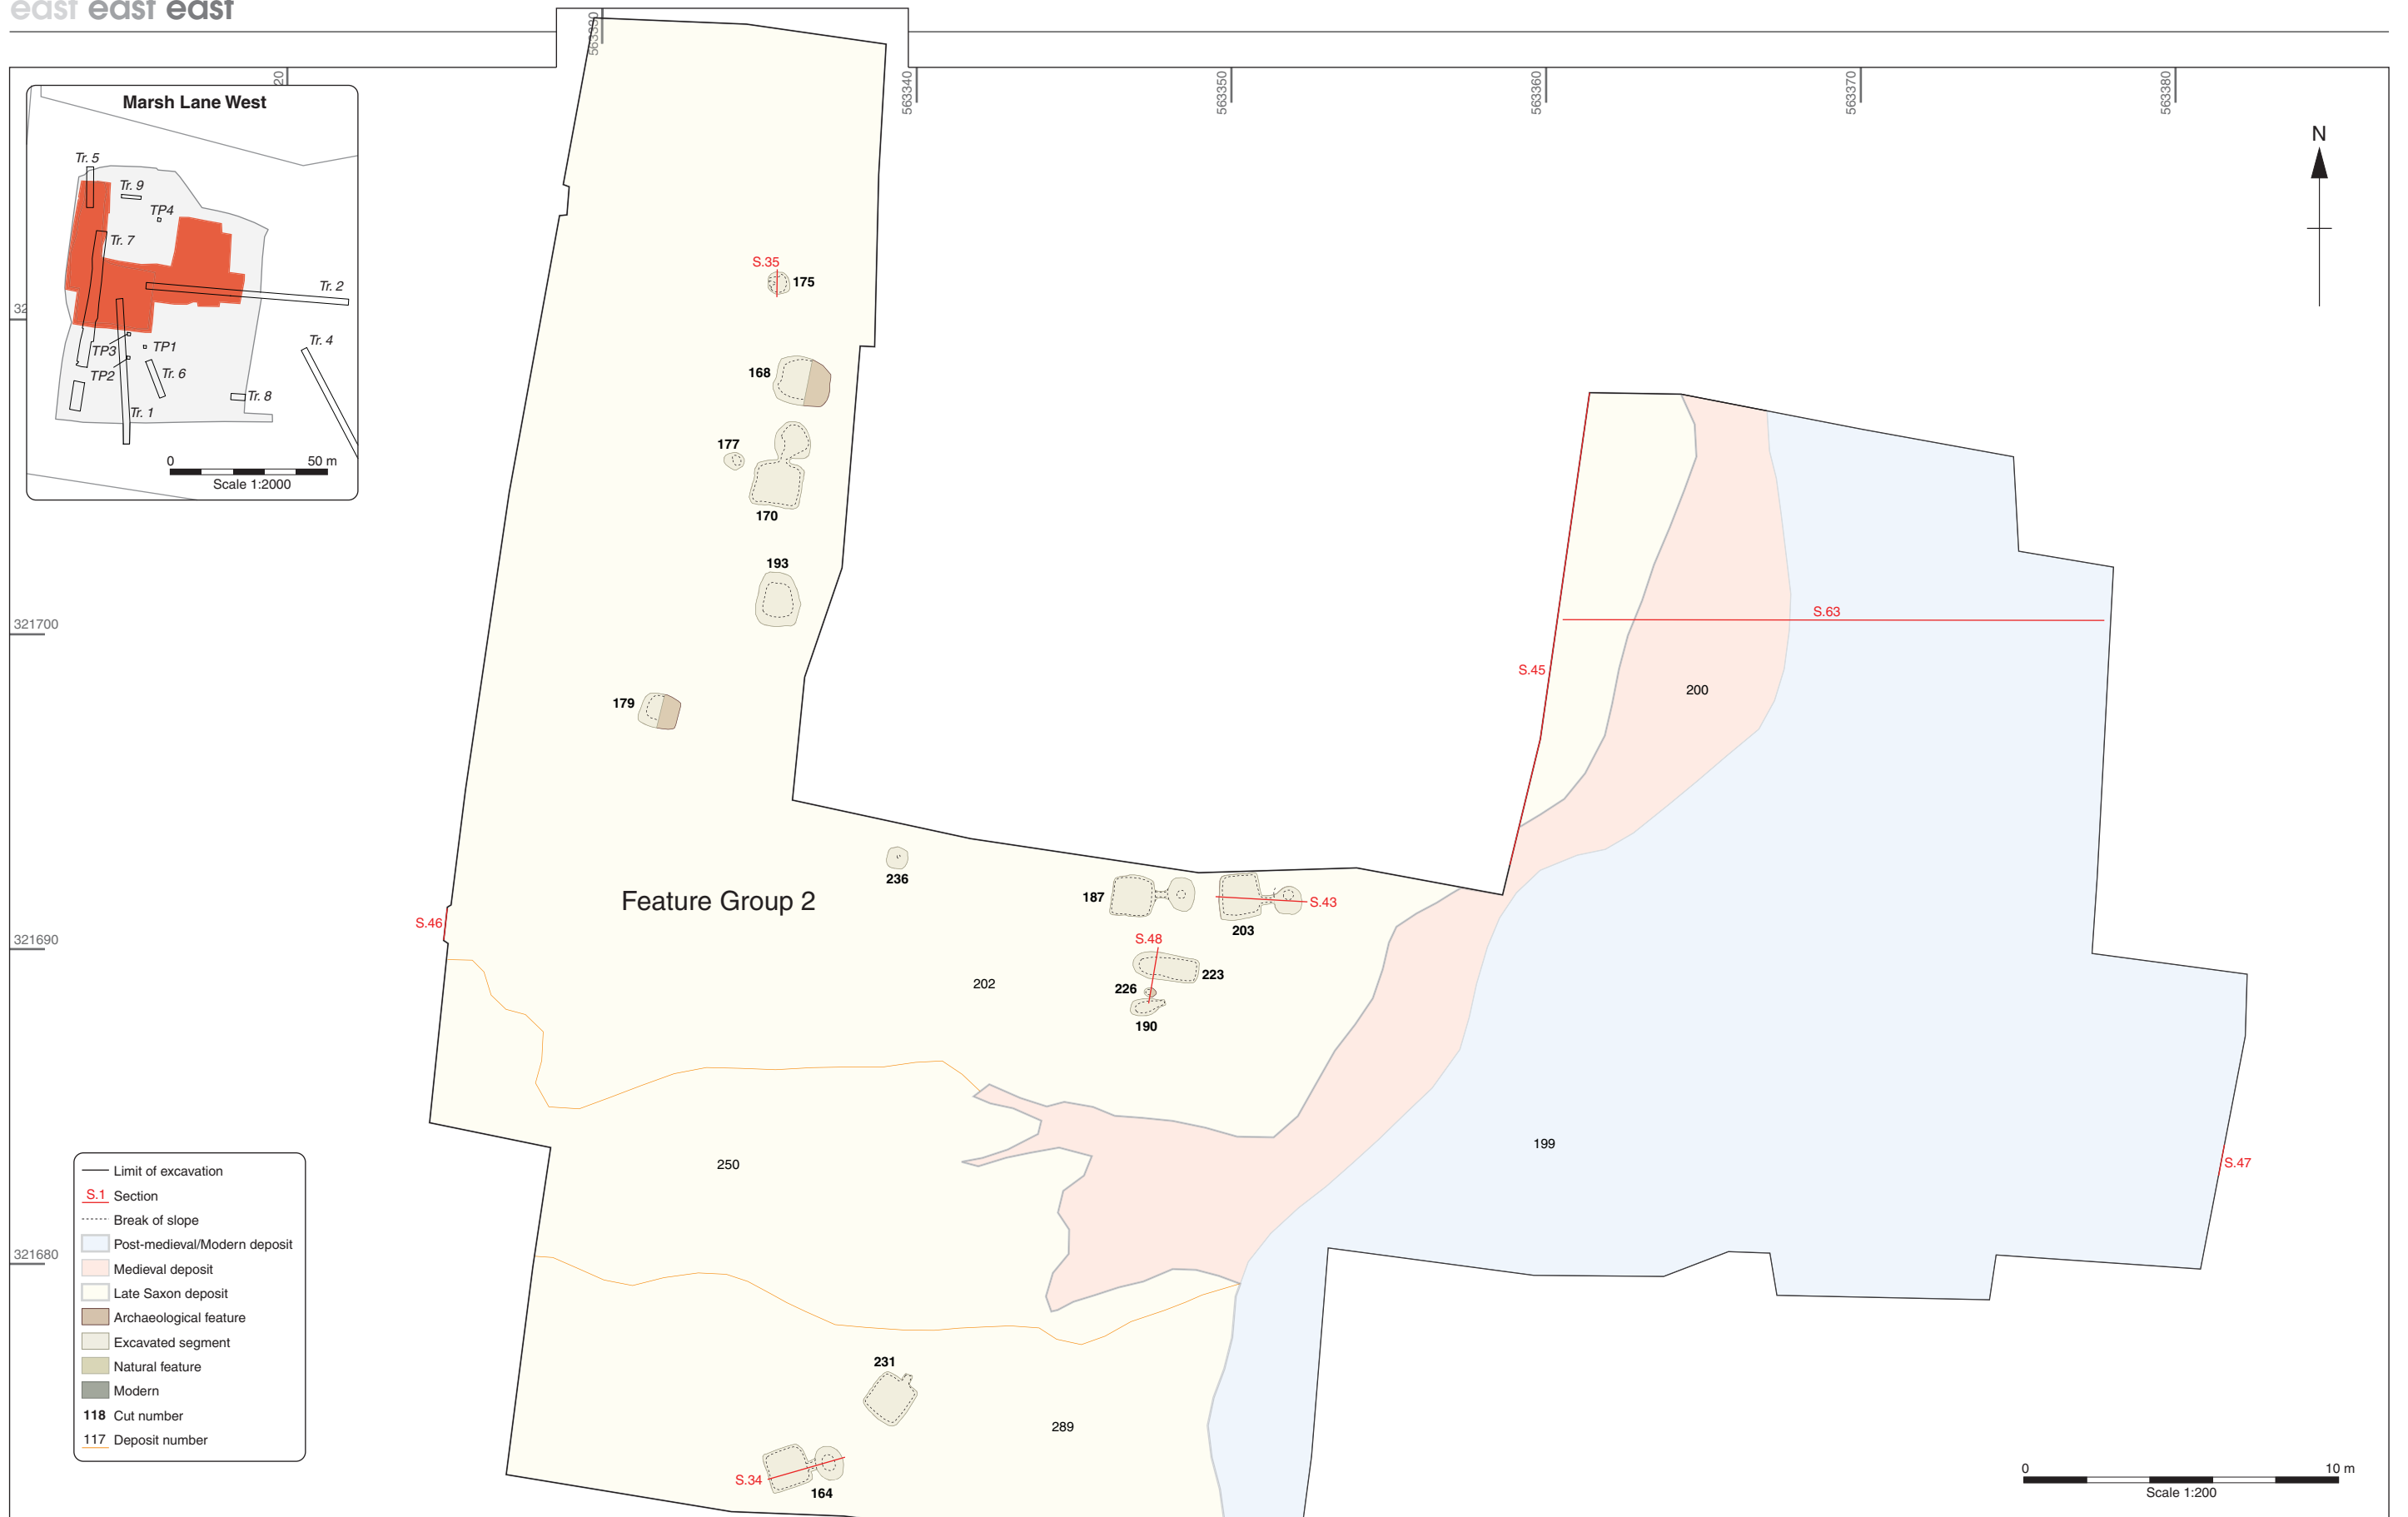 east east east
563330
20
563340
563350
563360
563370
563380
Marsh Lane West
Tr. 5
Tr. 9
TP4
Tr. 7
Tr. 2
TP3
TP1
Tr. 4
TP2
Tr. 6
Tr. 8
Tr. 1
0 50 m
Scale 1:2000
N
32
321700
321690
321680
S.35
175
168
177
170
193
179
S.63
S.45
200
236
Feature Group 2
187
S.43
203
S.46
S.48
223
226
190
202
250
199
S.47
231
289
S.34
164
Limit of excavation
S.1 Section
Break of slope
Post-medieval/Modern deposit
Medieval deposit
Late Saxon deposit
Archaeological feature
Excavated segment
Natural feature
Modern
118 Cut number
117 Deposit number
0 10 m
Scale 1:200